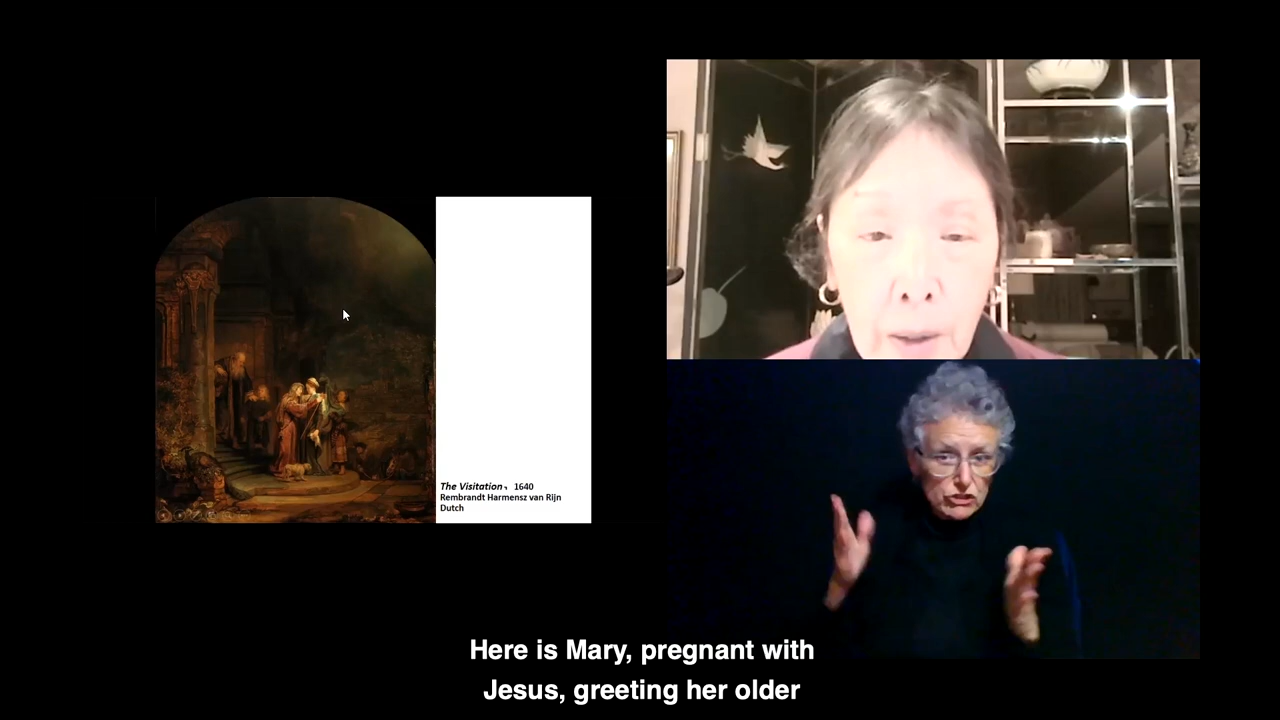 The Visitation, 1640
Rembrandt Harmensz van Rijn
Dutch
Here is Mary, pregnant with
Jesus, greeting her older